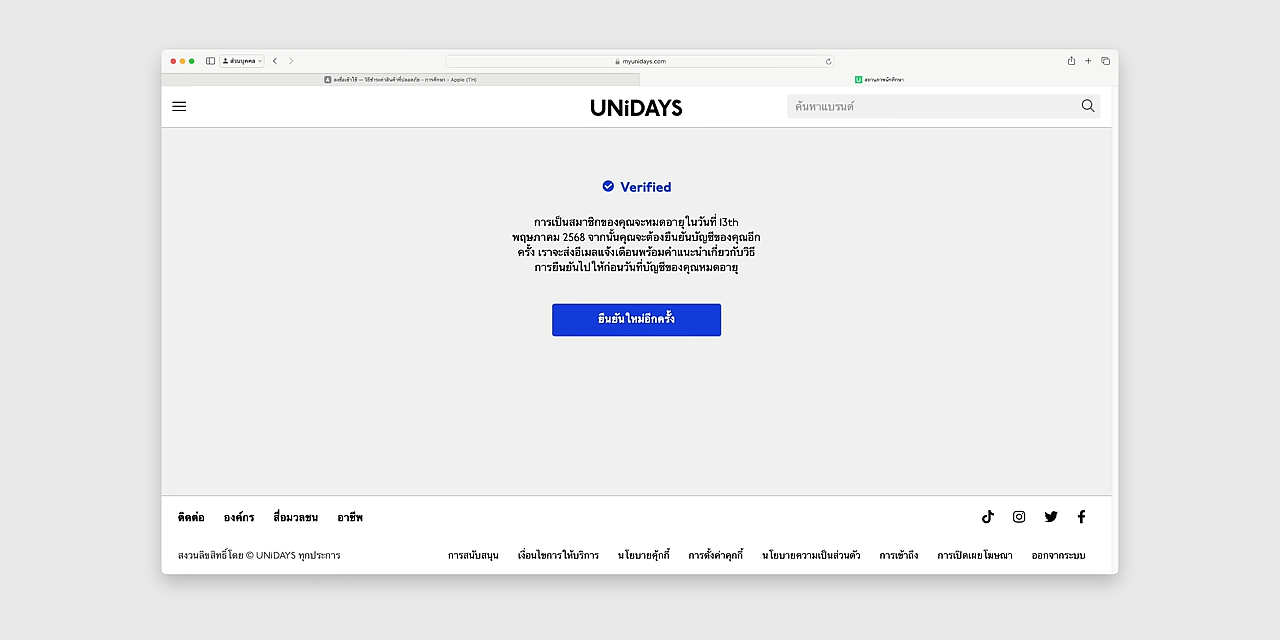 ส่วนบุคคล
myunidays.com
ลงชื่อเข้าใช้ — วิธีชำระค่าสินค้าที่ปลอดภัย - การศึกษา - Apple (TH)
สถานภาพนักศึกษา
UNiDAYS
ค้นหาแบรนด์
Verified
การเป็นสมาชิกของคุณจะหมดอายุในวันที่ 13th
พฤษภาคม 2568 จากนั้นคุณจะต้องยืนยันบัญชีของคุณอีก
ครั้ง เราจะส่งอีเมลแจ้งเตือนพร้อมคำแนะนำเกี่ยวกับวิธี
การยืนยันไปให้ก่อนวันที่บัญชีของคุณหมดอายุ
ยืนยันใหม่อีกครั้ง
ติดต่อ องค์กร สื่อมวลชน อาชีพ
สงวนลิขสิทธิ์โดย © UNiDAYS ทุกประการ
การสนับสนุน เงื่อนไขการให้บริการ นโยบายคุ้กกี้ การตั้งค่าคุกกี้ นโยบายความเป็นส่วนตัว การเข้าถึง การเปิดเผยโฆษณา ออกจากระบบ